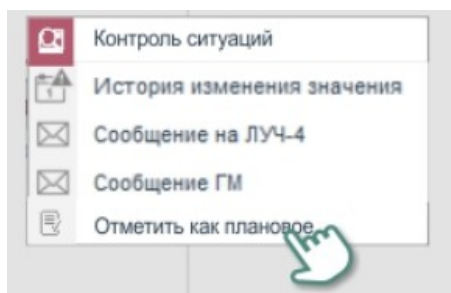 Контроль ситуаций
История изменения значения
Сообщение на ЛУЧ-4
Сообщение ГМ
Отметить как плановое